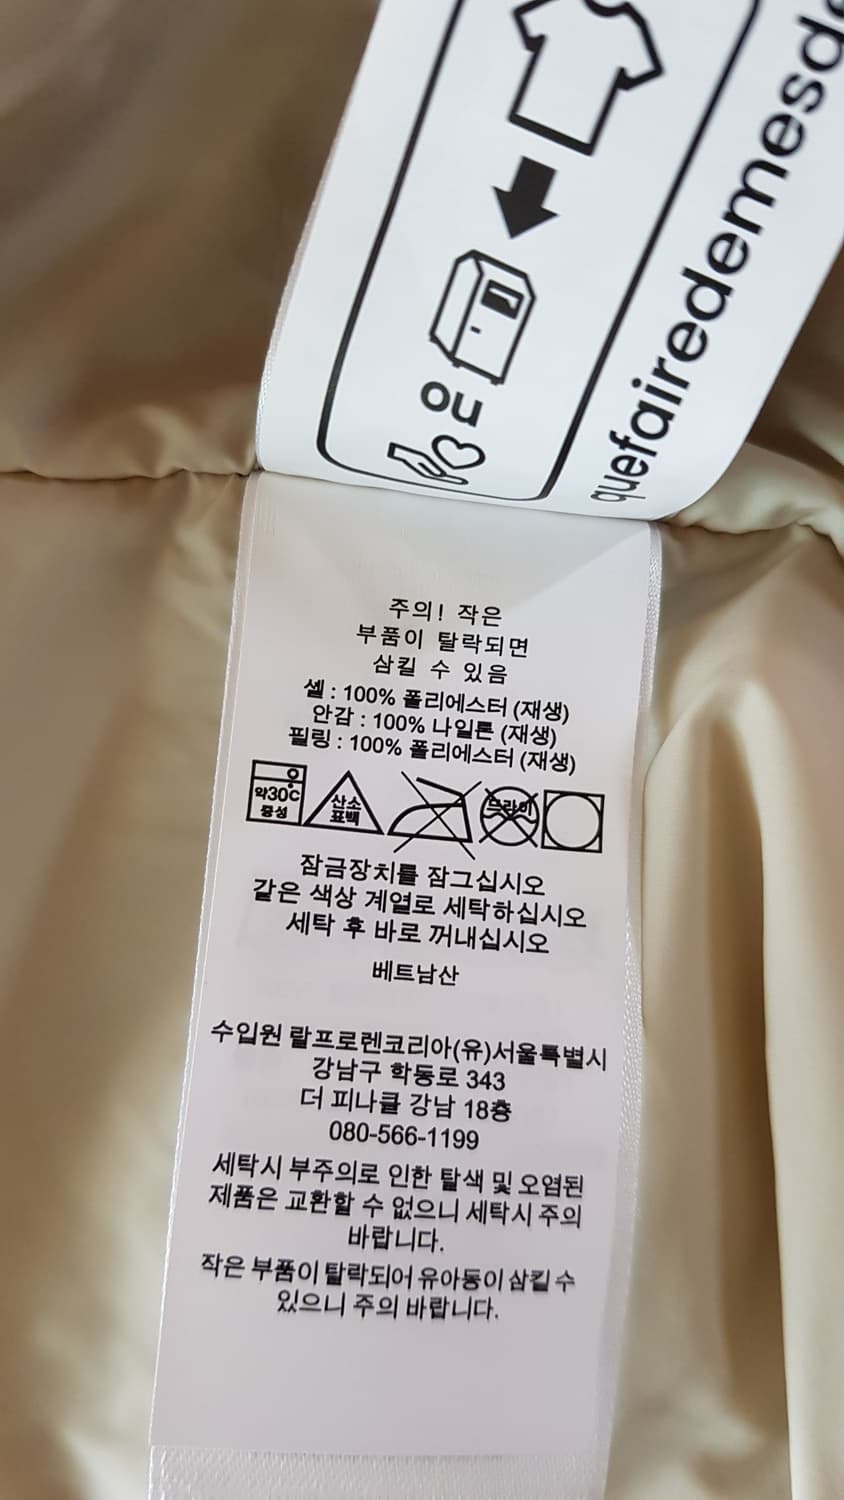 ou
quefairedemesd
주의! 작은
부품이 탈락되면
삼킬 수 있음
셸 : 100% 폴리에스터 (재생)
안감 : 100% 나일론 (재생)
필링 : 100% 폴리에스터 (재생)
약30℃
중성
산소
표백
드라이
잠금장치를 잠그십시오
같은 색상 계열로 세탁하십시오
세탁 후 바로 꺼내십시오
베트남산
수입원 랄프로렌코리아(유)서울특별시
강남구 학동로 343
더 피나클 강남 18층
080-566-1199
세탁시 부주의로 인한 탈색 및 오염된
제품은 교환할 수 없으니 세탁시 주의
바랍니다.
작은 부품이 탈락되어 유아동이 삼킬 수
있으니 주의 바랍니다.